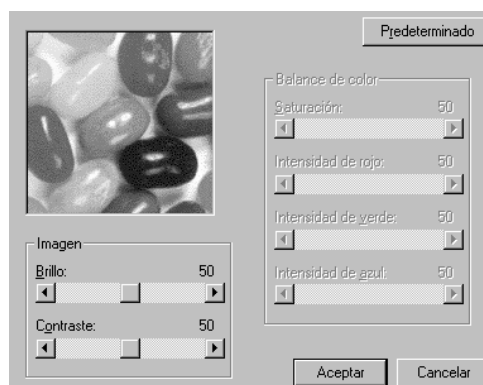 Predeterminado
Balance de color
Saturación: 50
Intensidad de rojo: 50
Intensidad de verde: 50
Intensidad de azul: 50
Imagen
Brillo: 50
Contraste: 50
Aceptar Cancelar